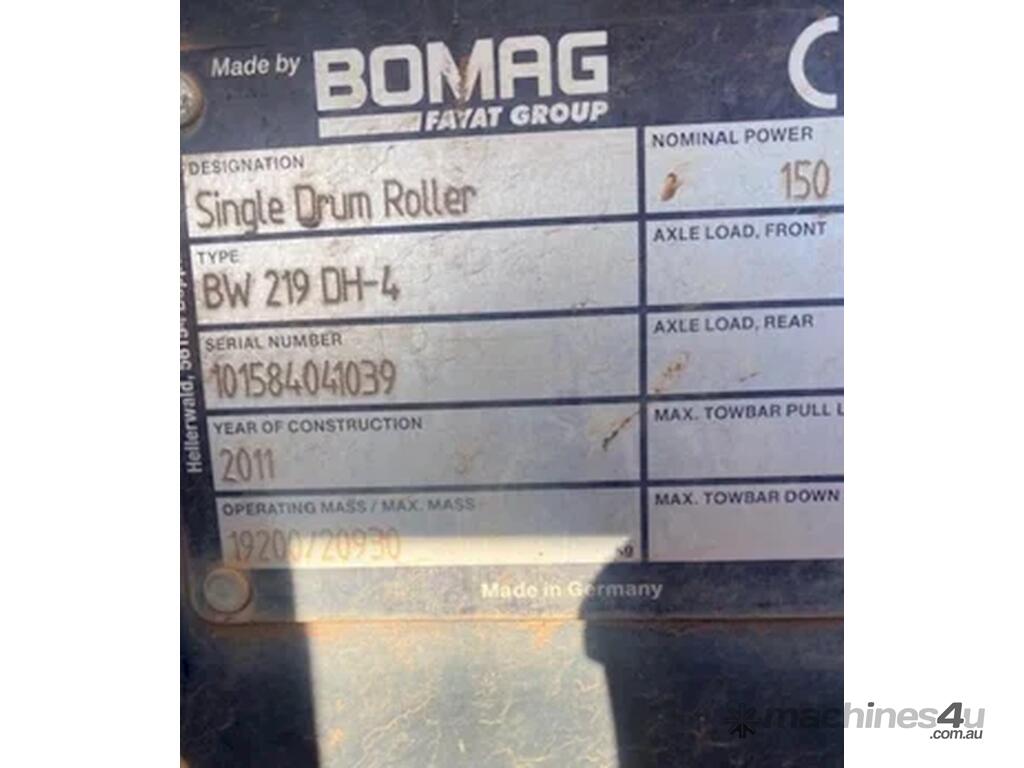 Made by BOMAG
FAYAT GROUP
DESIGNATION
Single Drum Roller
NOMINAL POWER
150
TYPE
BW 219 DH-4
AXLE LOAD, FRONT
SERIAL NUMBER
101584041039
AXLE LOAD, REAR
YEAR OF CONSTRUCTION
2011
MAX. TOWBAR PULL L
OPERATING MASS / MAX. MASS
19200/20930
MAX. TOWBAR DOWN
Made in Germany
Hellerwald,
machines4u
.com.au